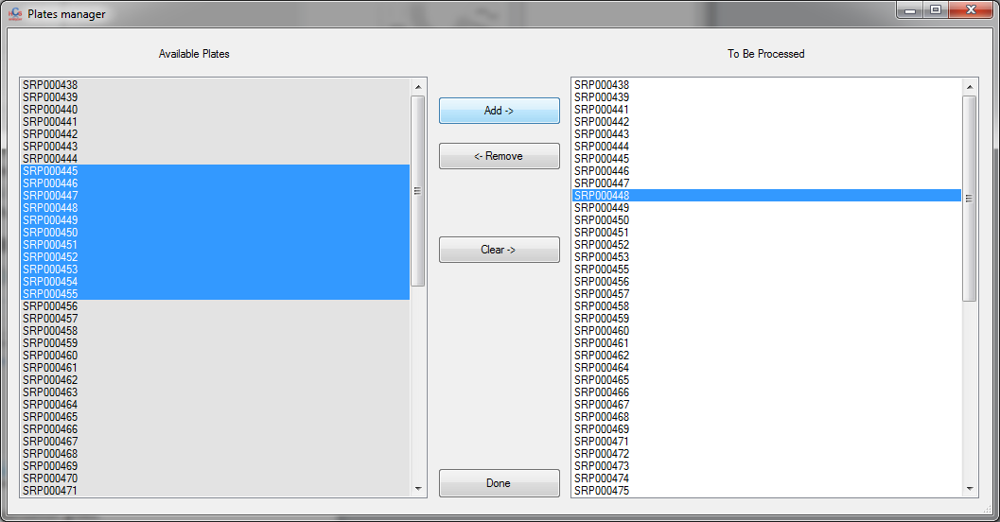 Plates manager
Available Plates
To Be Processed
SRP000438
SRP000439
SRP000440
SRP000441
SRP000442
SRP000443
SRP000444
SRP000445
SRP000446
SRP000447
SRP000448
SRP000449
SRP000450
SRP000451
SRP000452
SRP000453
SRP000454
SRP000455
SRP000456
SRP000457
SRP000458
SRP000459
SRP000460
SRP000461
SRP000462
SRP000463
SRP000464
SRP000465
SRP000466
SRP000467
SRP000468
SRP000469
SRP000470
SRP000471
Add ->
<- Remove
Clear ->
Done
SRP000438
SRP000439
SRP000441
SRP000442
SRP000443
SRP000444
SRP000445
SRP000446
SRP000447
SRP000448
SRP000449
SRP000450
SRP000451
SRP000452
SRP000453
SRP000455
SRP000456
SRP000457
SRP000458
SRP000459
SRP000460
SRP000461
SRP000462
SRP000464
SRP000465
SRP000466
SRP000467
SRP000468
SRP000469
SRP000471
SRP000472
SRP000473
SRP000474
SRP000475